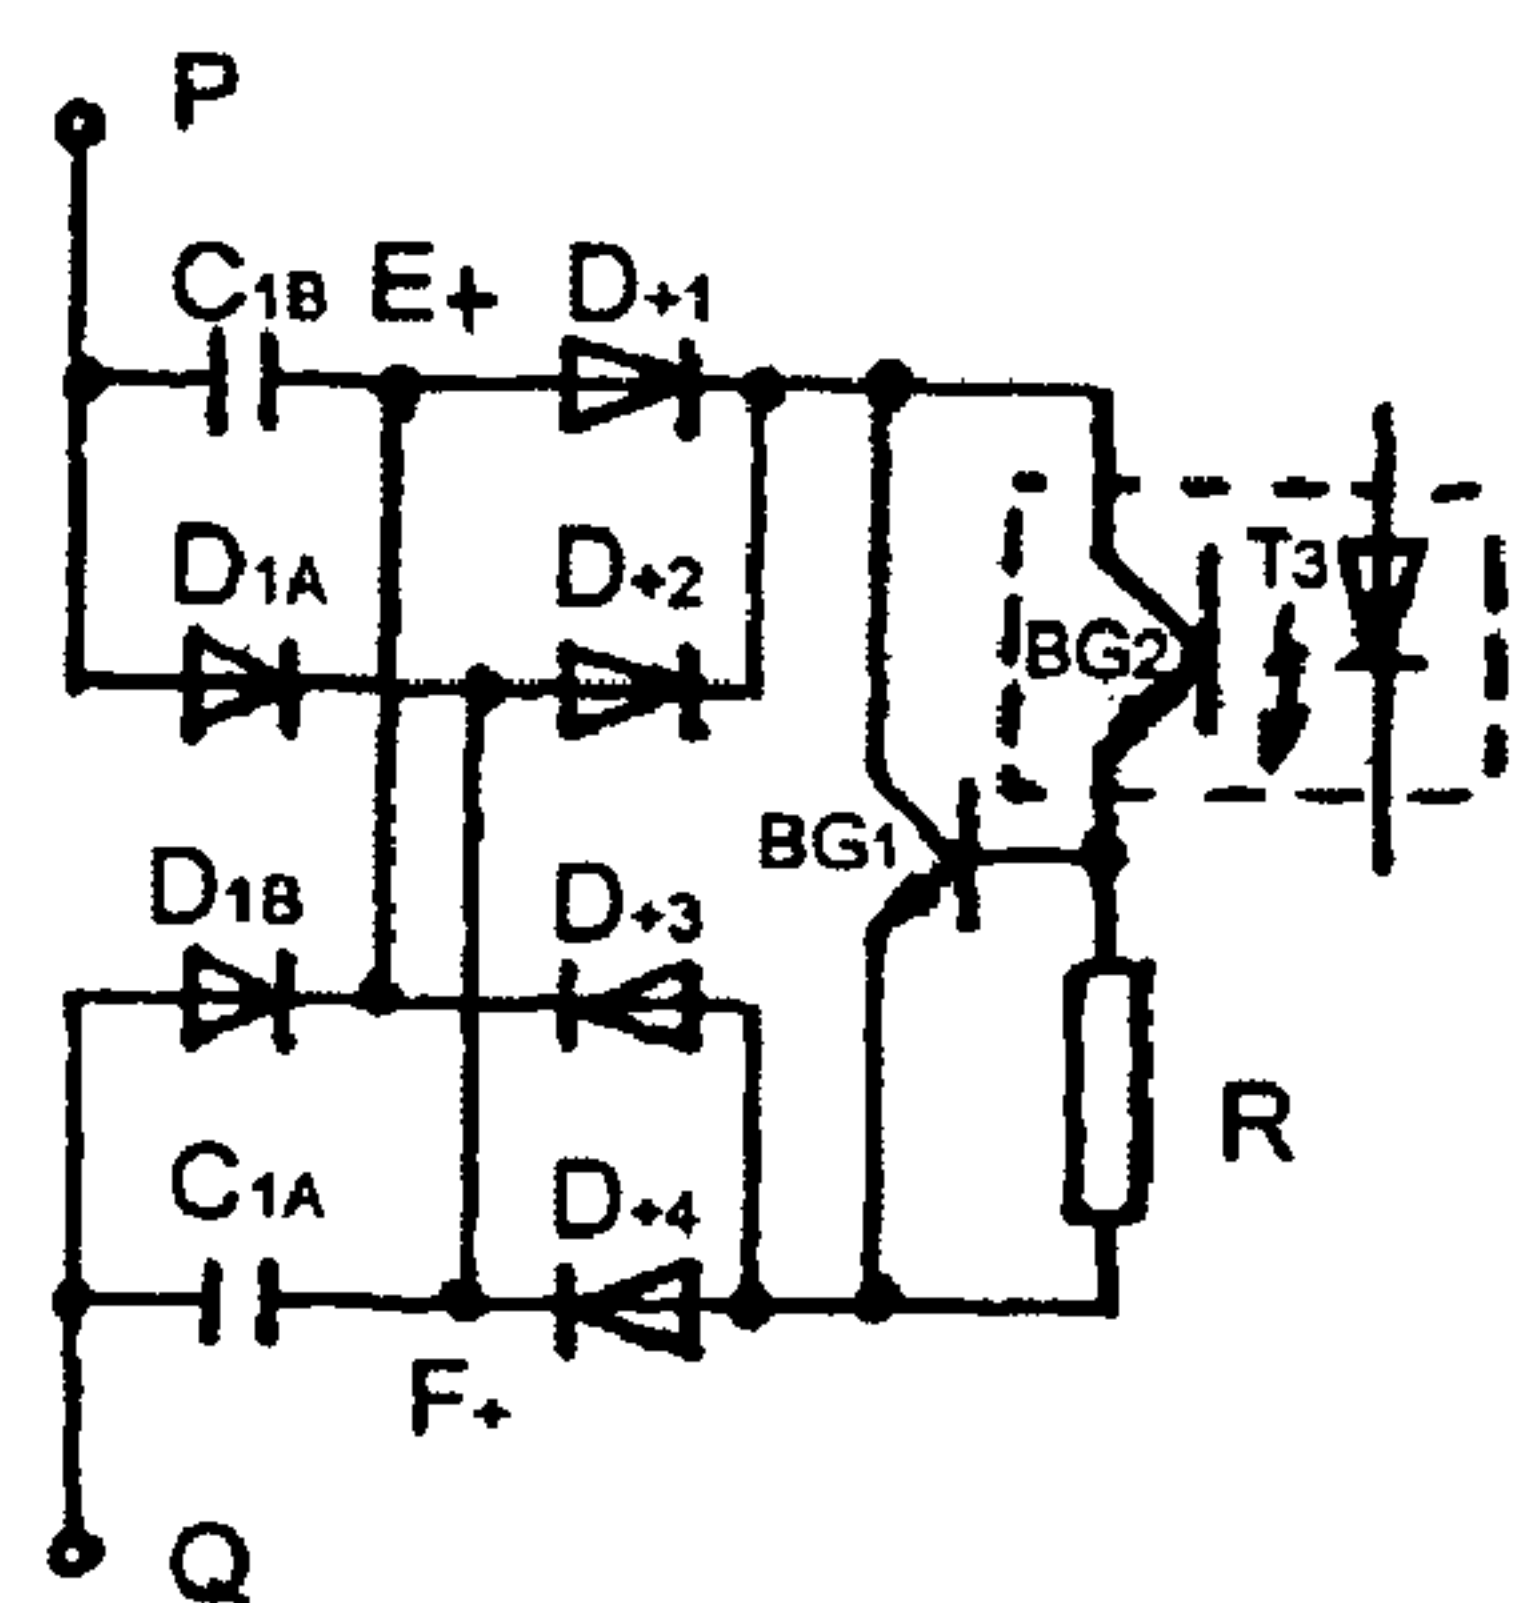 P
C1B E+ D+1
D1A D+2 T3
BG2
BG1
D1B D+3
R
C1A D+4
F+
Q